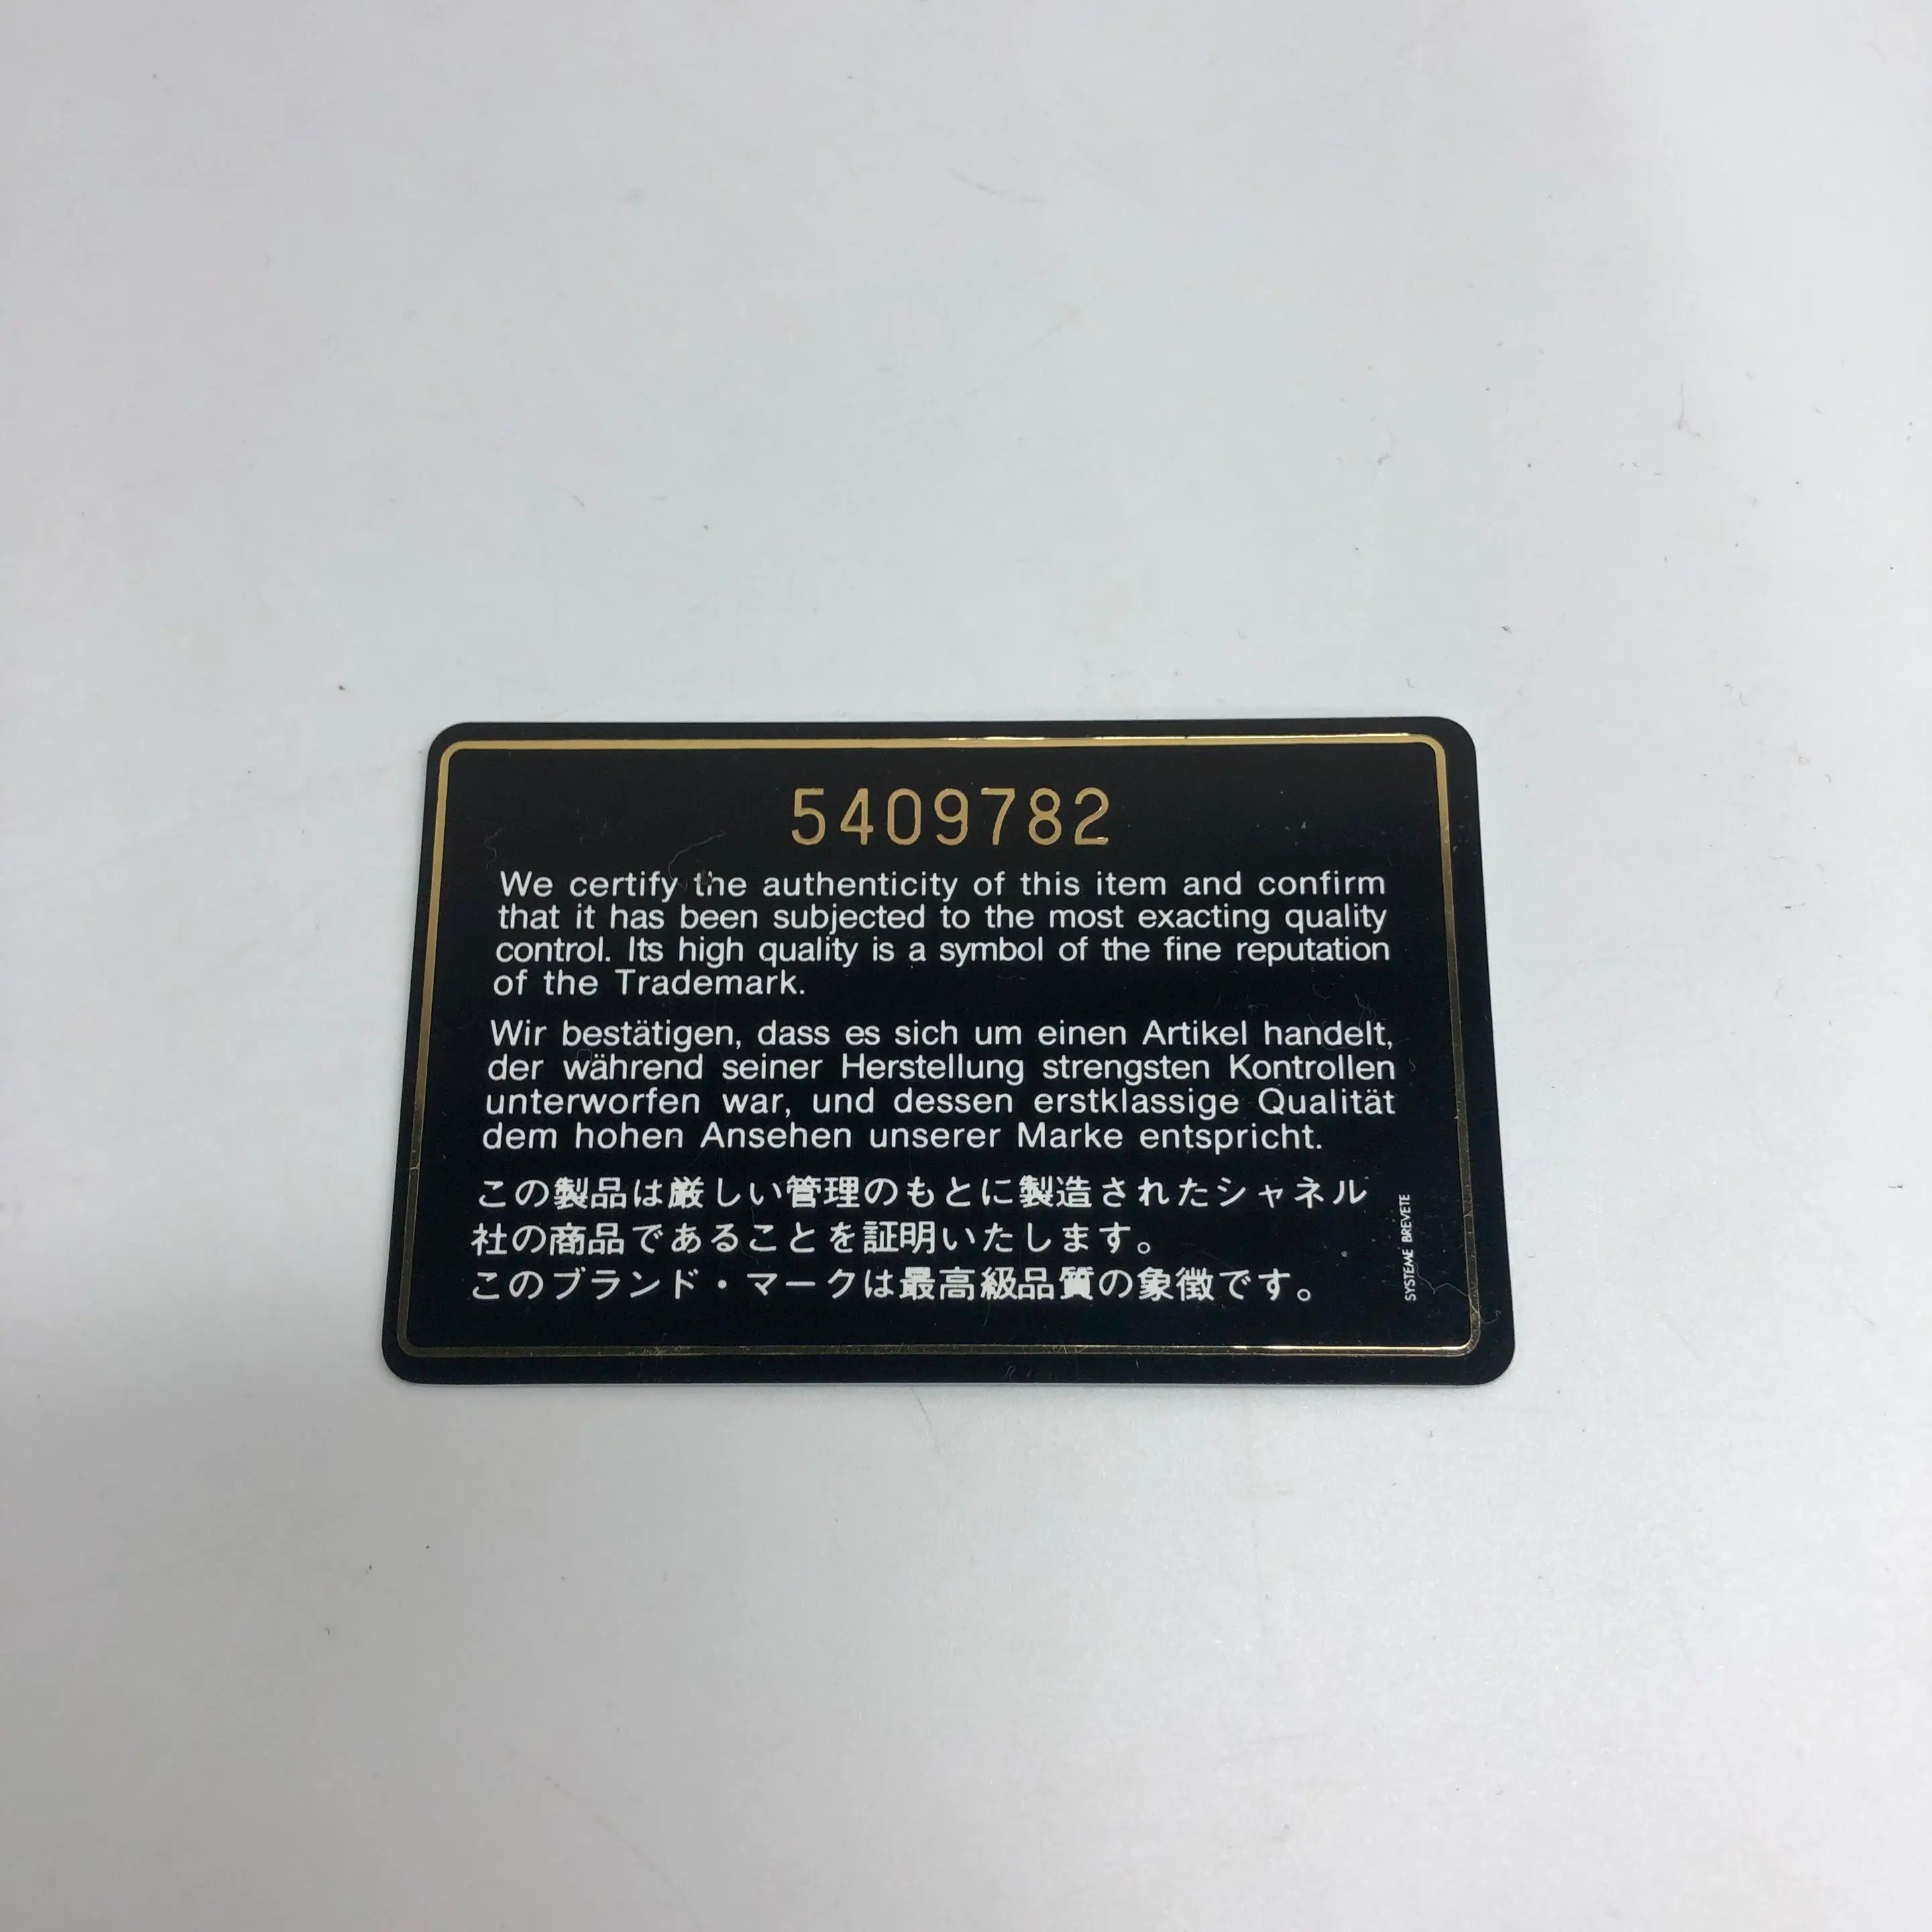 5409782
We certify the authenticity of this item and confirm
that it has been subjected to the most exacting quality
control. Its high quality is a symbol of the fine reputation
of the Trademark.
Wir bestätigen, dass es sich um einen Artikel handelt,
der während seiner Herstellung strengsten Kontrollen
unterworfen war, und dessen erstklassige Qualität
dem hohen Ansehen unserer Marke entspricht.
この製品は厳しい管理のもとに製造されたシャネル
社の商品であることを証明いたします。
このブランド・マークは最高級品質の象徴です。
SYSTEME BREVETE